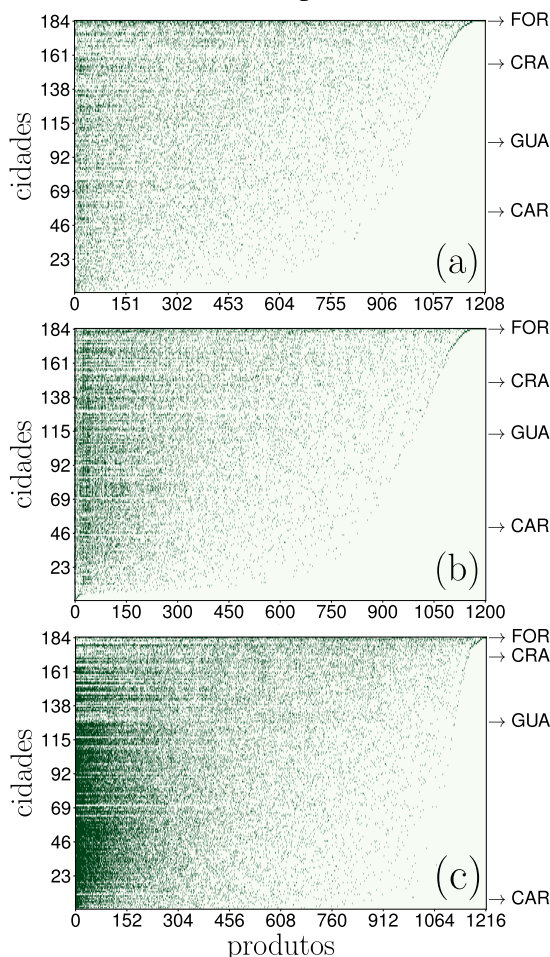 184
161
138
115
92
69
46
23
cidades
→ FOR
→ CRA
→ GUA
→ CAR
(a)
0 151 302 453 604 755 906 1057 1208
184
161
138
115
92
69
46
23
cidades
→ FOR
→ CRA
→ GUA
→ CAR
(b)
0 150 300 450 600 750 900 1050 1200
184
161
138
115
92
69
46
23
cidades
→ FOR
→ CRA
→ GUA
→ CAR
(c)
0 152 304 456 608 760 912 1064 1216
produtos